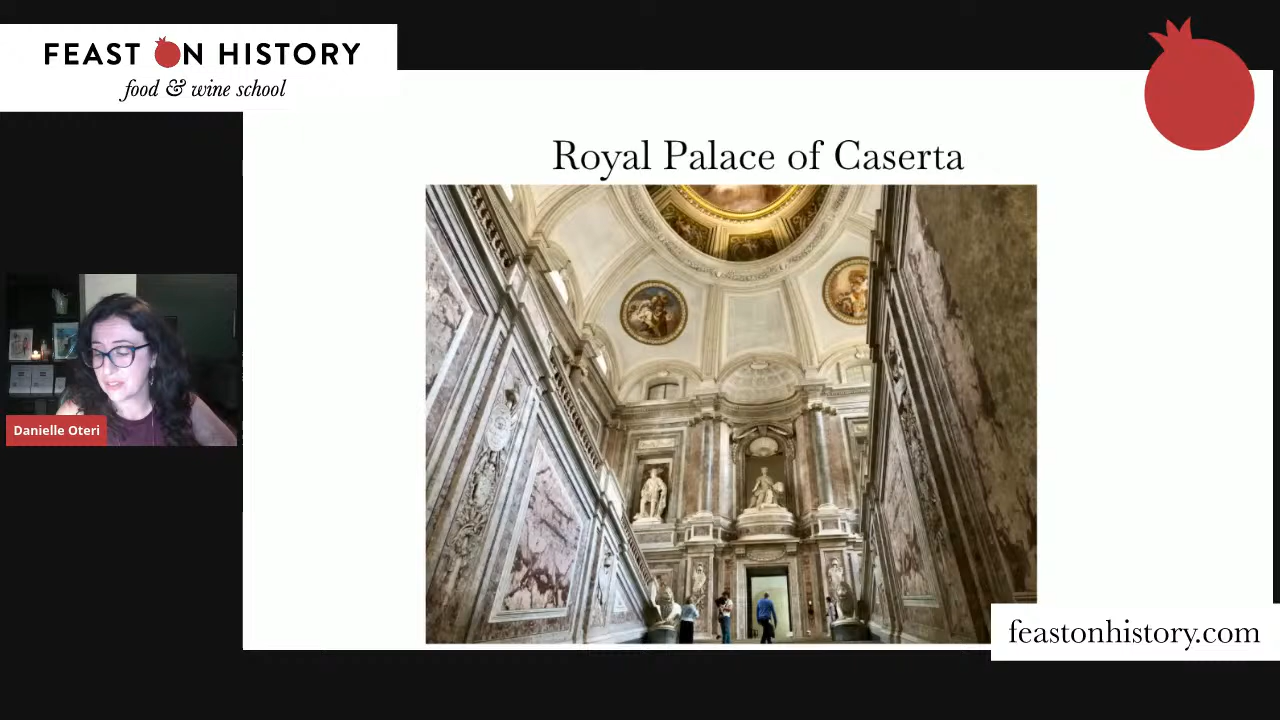 FEAST ON HISTORY
food & wine school
Royal Palace of Caserta
Danielle Oteri
feastonhistory.com